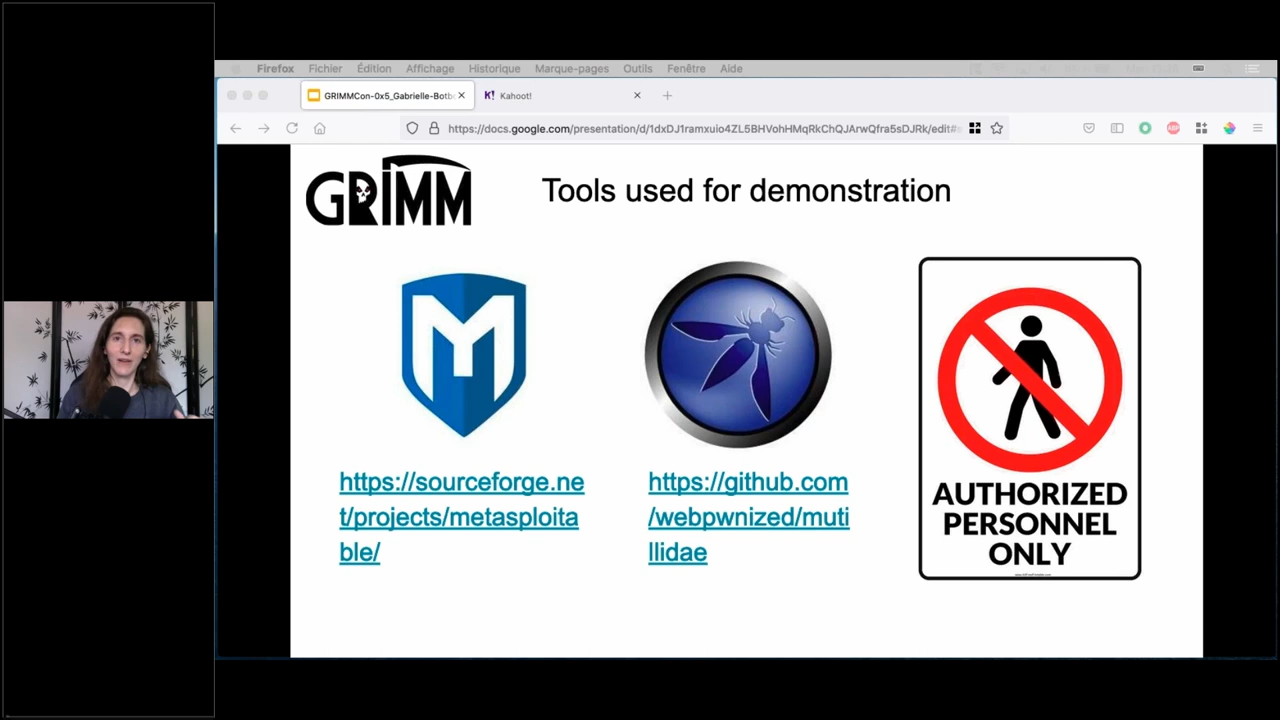 Firefox Fichier Édition Affichage Historique Marque-pages Outils Fenêtre Aide
GRIMMCon-0x5_Gabrielle-Botbo
K! Kahoot!
https://docs.google.com/presentation/d/1dxDJ1ramxuio4ZL5BHVohHMqRkChQJArwQfra5sDJRk/edit#
ABP
GRIMM
Tools used for demonstration
M
https://sourceforge.ne
t/projects/metasploita
ble/
https://github.com
/webpwnized/muti
llidae
AUTHORIZED
PERSONNEL
ONLY